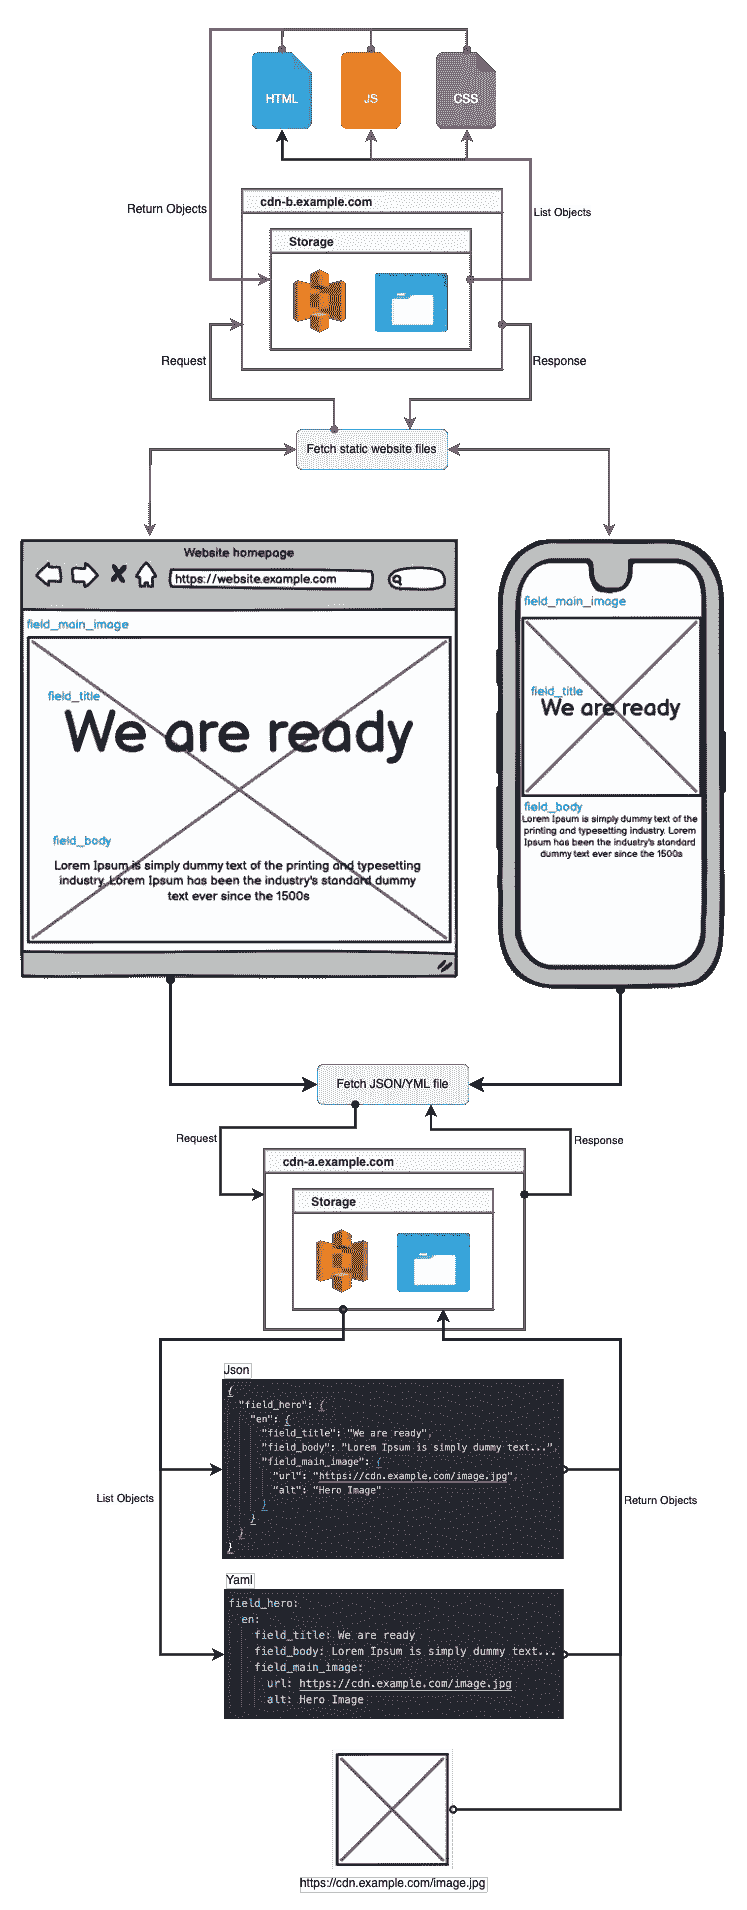 HTML
JS
CSS
Return Objects
List Objects
cdn-b.example.com
Storage
Request
Response
Fetch static website files
Website homepage
https://website.example.com
field_main_image
field_title
We are ready
field_body
Lorem Ipsum is simply dummy text of the printing and typesetting
industry. Lorem Ipsum has been the industry's standard dummy
text ever since the 1500s
field_main_image
field_title
We are ready
field_body
Lorem Ipsum is simply dummy text of the
printing and typesetting industry. Lorem
Ipsum has been the industry's standard
dummy text ever since the 1500s
Fetch JSON/YML file
Request
Response
cdn-a.example.com
Storage
Json
{
"field_hero": {
"en": {
"field_title": "We are ready",
"field_body": "Lorem Ipsum is simply dummy text...",
"field_main_image": {
"url": "https://cdn.example.com/image.jpg",
"alt": "Hero Image"
}
}
}
}
List Objects
Return Objects
Yaml
field_hero:
en:
field_title: We are ready
field_body: Lorem Ipsum is simply dummy text...
field_main_image:
url: https://cdn.example.com/image.jpg
alt: Hero Image
https://cdn.example.com/image.jpg